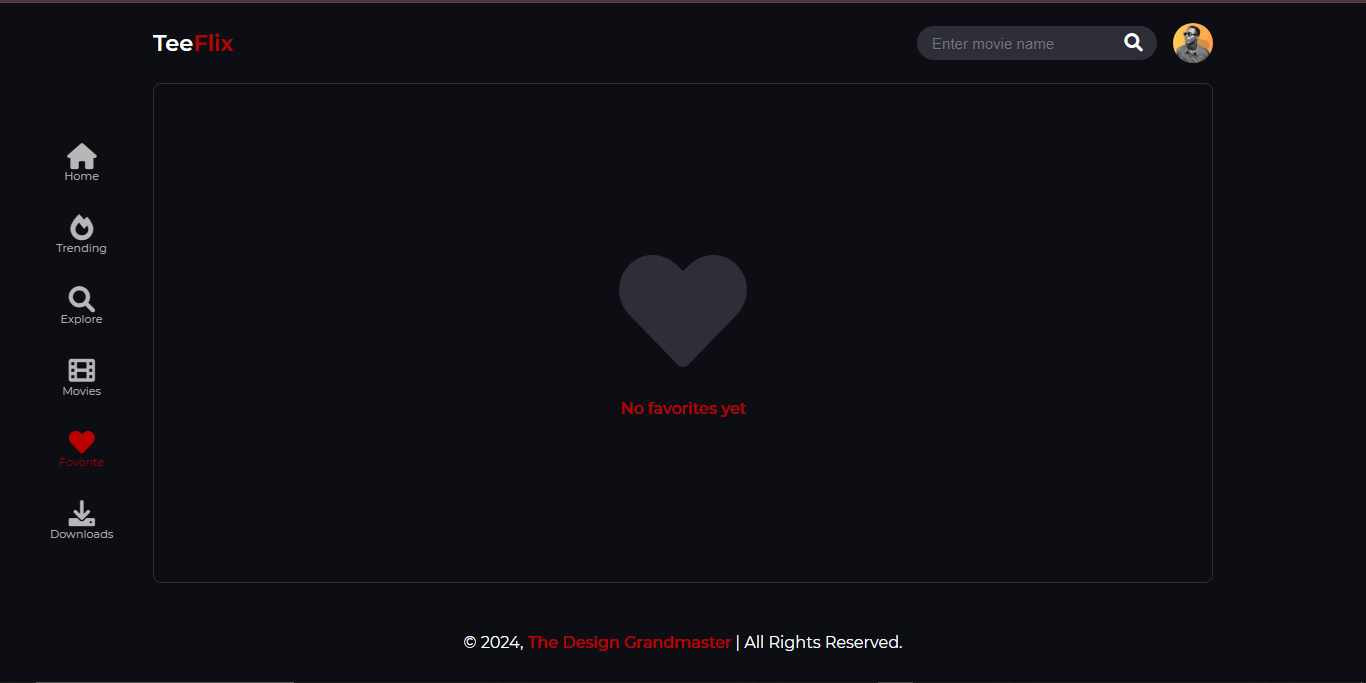 TeeFlix
Enter movie name
Home
Trending
Explore
Movies
Fovorite
Downloads
No favorites yet
© 2024, The Design Grandmaster | All Rights Reserved.